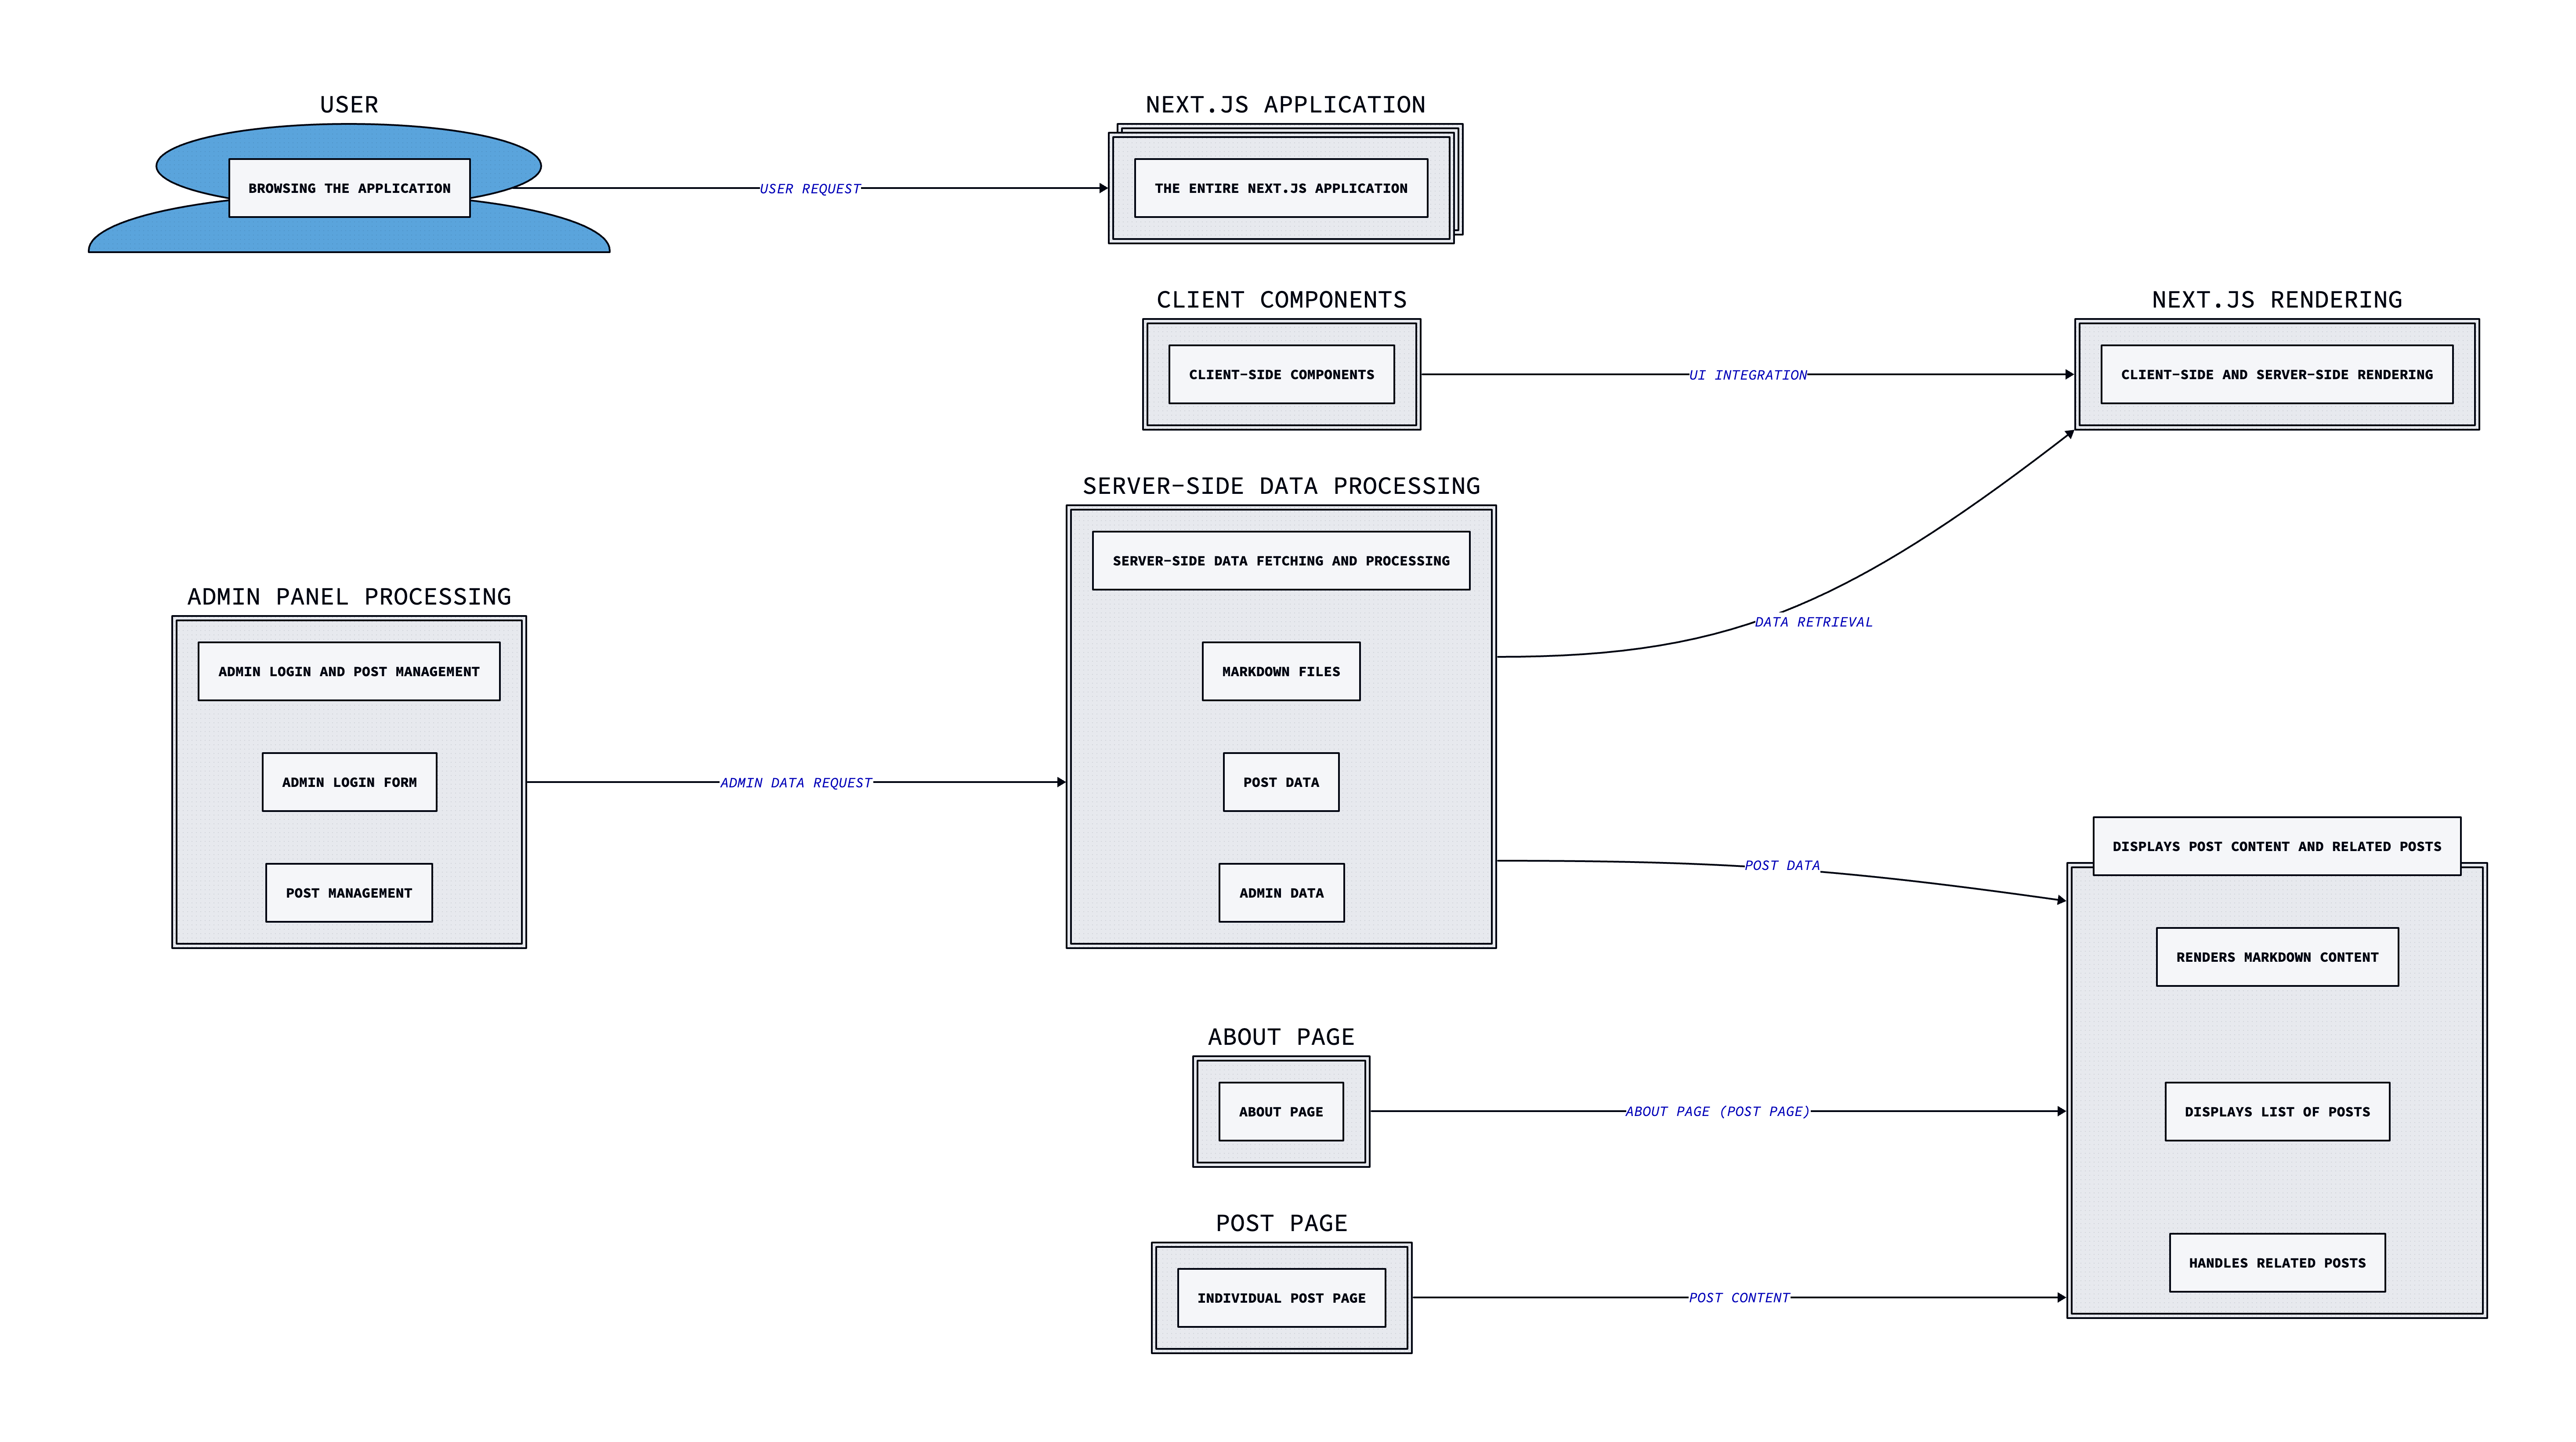 USER
BROWSING THE APPLICATION
USER REQUEST
NEXT.JS APPLICATION
THE ENTIRE NEXT.JS APPLICATION
CLIENT COMPONENTS
CLIENT-SIDE COMPONENTS
UI INTEGRATION
NEXT.JS RENDERING
CLIENT-SIDE AND SERVER-SIDE RENDERING
SERVER-SIDE DATA PROCESSING
SERVER-SIDE DATA FETCHING AND PROCESSING
MARKDOWN FILES
POST DATA
ADMIN DATA
DATA RETRIEVAL
ADMIN PANEL PROCESSING
ADMIN LOGIN AND POST MANAGEMENT
ADMIN LOGIN FORM
POST MANAGEMENT
ADMIN DATA REQUEST
POST DATA
DISPLAYS POST CONTENT AND RELATED POSTS
RENDERS MARKDOWN CONTENT
DISPLAYS LIST OF POSTS
HANDLES RELATED POSTS
ABOUT PAGE
ABOUT PAGE
ABOUT PAGE (POST PAGE)
POST PAGE
INDIVIDUAL POST PAGE
POST CONTENT